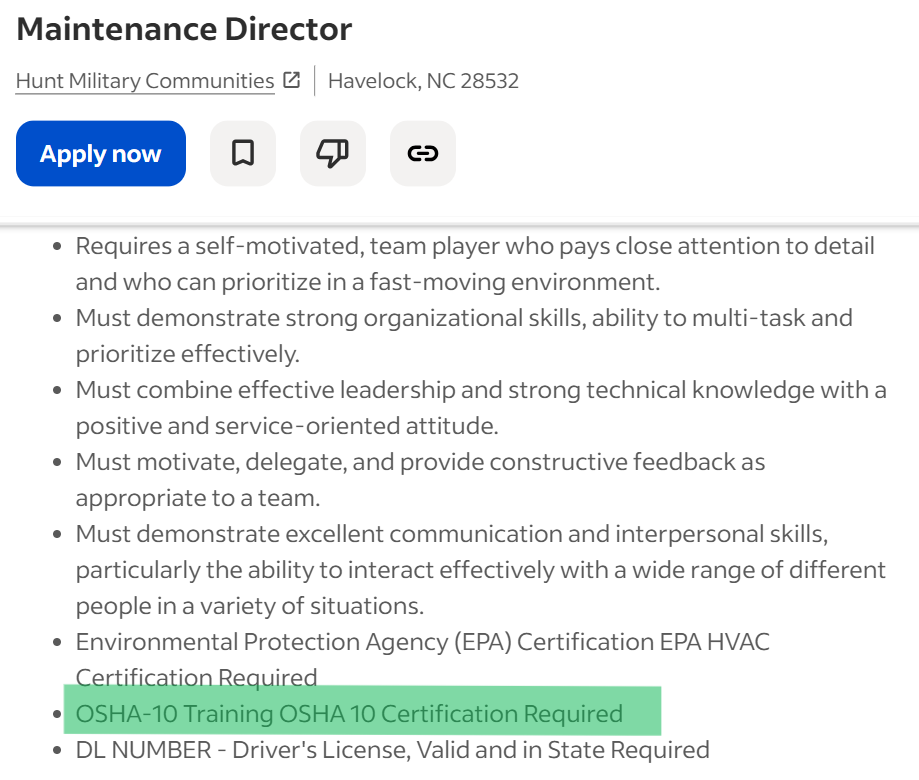 Maintenance Director
Hunt Military Communities Havelock, NC 28532
Apply now
• Requires a self-motivated, team player who pays close attention to detail
and who can prioritize in a fast-moving environment.
• Must demonstrate strong organizational skills, ability to multi-task and
prioritize effectively.
• Must combine effective leadership and strong technical knowledge with a
positive and service-oriented attitude.
• Must motivate, delegate, and provide constructive feedback as
appropriate to a team.
• Must demonstrate excellent communication and interpersonal skills,
particularly the ability to interact effectively with a wide range of different
people in a variety of situations.
• Environmental Protection Agency (EPA) Certification EPA HVAC
Certification Required
• OSHA-10 Training OSHA 10 Certification Required
• DL NUMBER - Driver's License, Valid and in State Required